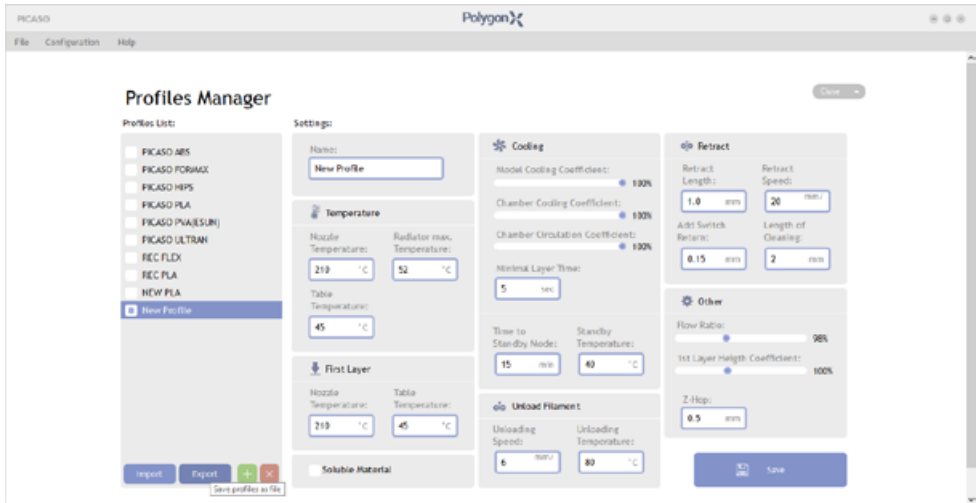 PICASO
PolygonX
File Configuration Help
Profiles Manager
Close
Profiles List:
PICASO ABS
PICASO FORMAX
PICASO HIPS
PICASO PLA
PICASO PVA(ESUN)
PICASO ULTRAN
REC FLEX
REC PLA
NEW PLA
New Profile
Import Export + ×
Save profiles as file
Settings:
Name:
New Profile
Temperature
Nozzle Temperature:
210 °C
Radiator max. Temperature:
52 °C
Table Temperature:
45 °C
First Layer
Nozzle Temperature:
210 °C
Table Temperature:
45 °C
Soluble Material
Cooling
Model Cooling Coefficient:
100%
Chamber Cooling Coefficient:
100%
Chamber Circulation Coefficient:
100%
Minimal Layer Time:
5 sec
Time to Standby Node:
15 min
Standby Temperature:
40 °C
Unload Filament
Unloading Speed:
6 mm/
Unloading Temperature:
80 °C
Retract
Retract Length:
1.0 mm
Retract Speed:
20 mm/
Add Switch Return:
0.15 mm
Length of Cleaning:
2 mm
Other
Flow Ratio:
98%
1st Layer Heigth Coefficient:
100%
Z-Hop:
0.5 mm
Save